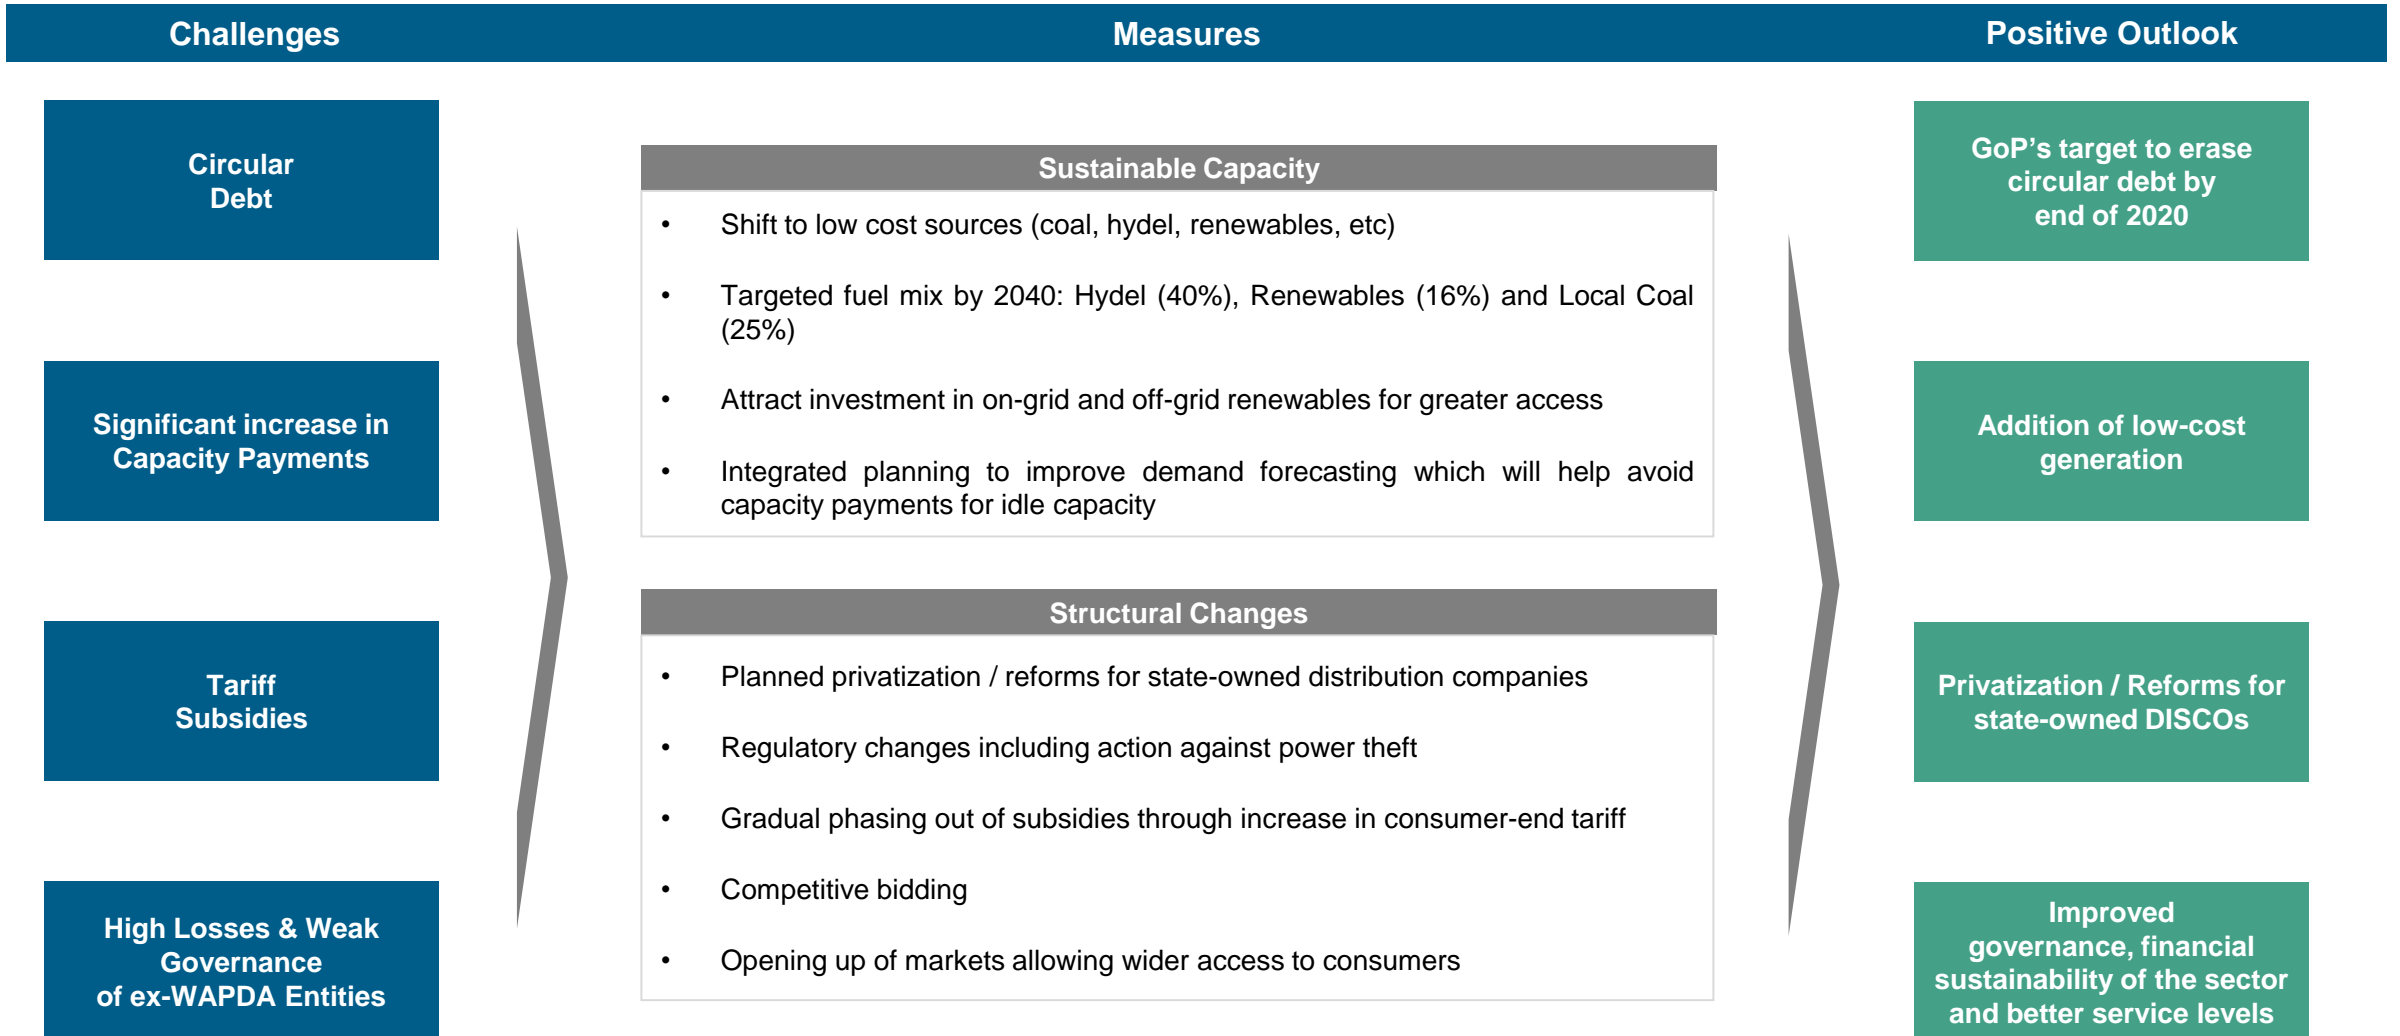 Challenges
Measures
Positive Outlook
Circular
Debt
Significant increase in
Capacity Payments
Tariff
Subsidies
High Losses & Weak
Governance
of ex-WAPDA Entities
Sustainable Capacity
• Shift to low cost sources (coal, hydel, renewables, etc)
• Targeted fuel mix by 2040: Hydel (40%), Renewables (16%) and Local Coal
(25%)
• Attract investment in on-grid and off-grid renewables for greater access
• Integrated planning to improve demand forecasting which will help avoid
capacity payments for idle capacity
Structural Changes
• Planned privatization / reforms for state-owned distribution companies
• Regulatory changes including action against power theft
• Gradual phasing out of subsidies through increase in consumer-end tariff
• Competitive bidding
• Opening up of markets allowing wider access to consumers
GoP’s target to erase
circular debt by
end of 2020
Addition of low-cost
generation
Privatization / Reforms for
state-owned DISCOs
Improved
governance, financial
sustainability of the sector
and better service levels